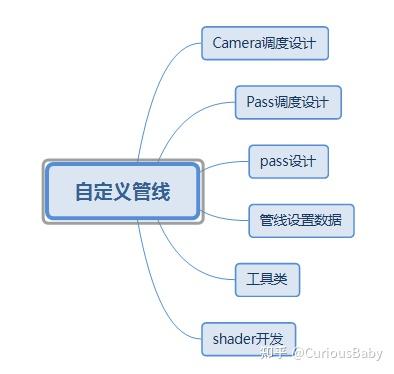 Camera调度设计
Pass调度设计
pass设计
自定义管线
管线设置数据
工具类
shader开发
知乎 @CuriousBaby